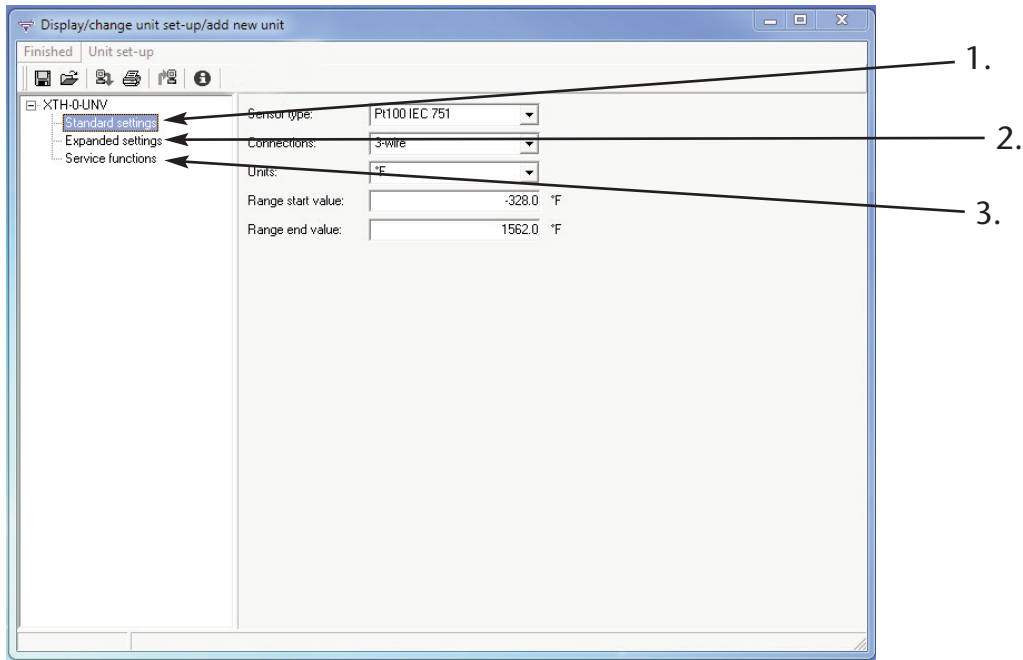 Display/change unit set-up/add new unit
Finished Unit set-up
1.
XTH-0-UNV
Standard settings
Expanded settings
Service functions
2.
3.
Sensor type: Pt100 IEC 751
Connections: 3-wire
Units: °F
Range start value: -328.0 °F
Range end value: 1562.0 °F